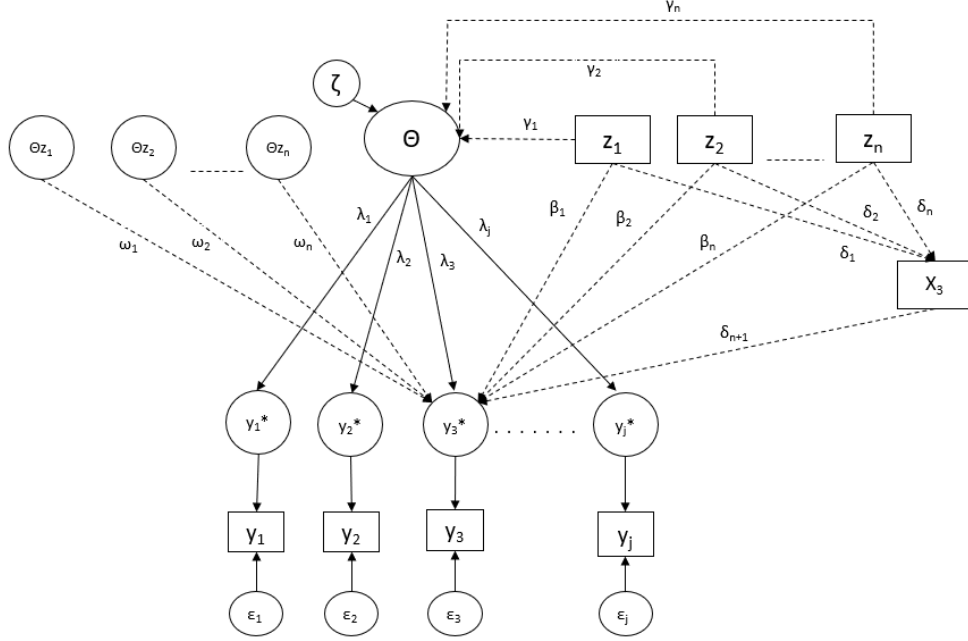 γₙ
γ₂
ζ
γ₁
Θz₁
Θz₂
Θzₙ
Θ
z₁
z₂
zₙ
λ₁
λⱼ
β₁
β₂
βₙ
δ₂
δₙ
ω₁
ω₂
ωₙ
λ₂
λ₃
δ₁
X₃
δₙ₊₁
y₁*
y₂*
y₃*
yⱼ*
y₁
y₂
y₃
yⱼ
ε₁
ε₂
ε₃
εⱼ